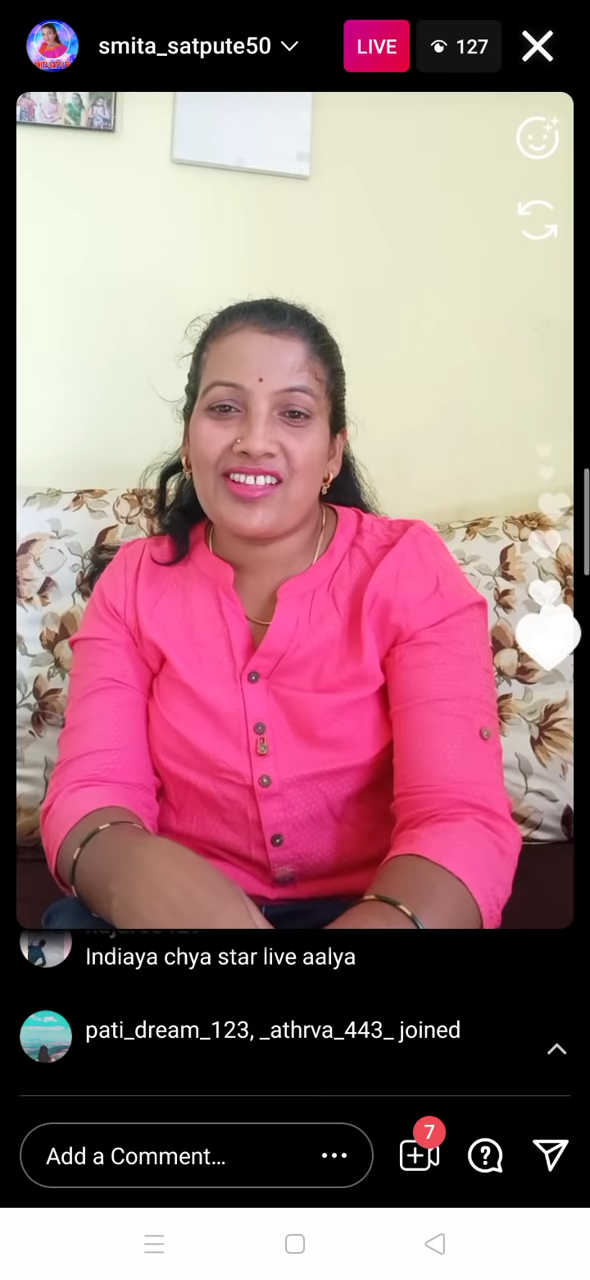 smita_satpute50
LIVE
127
Indiaya chya star live aalya
pati_dream_123, _athrva_443_ joined
7
Add a Comment...